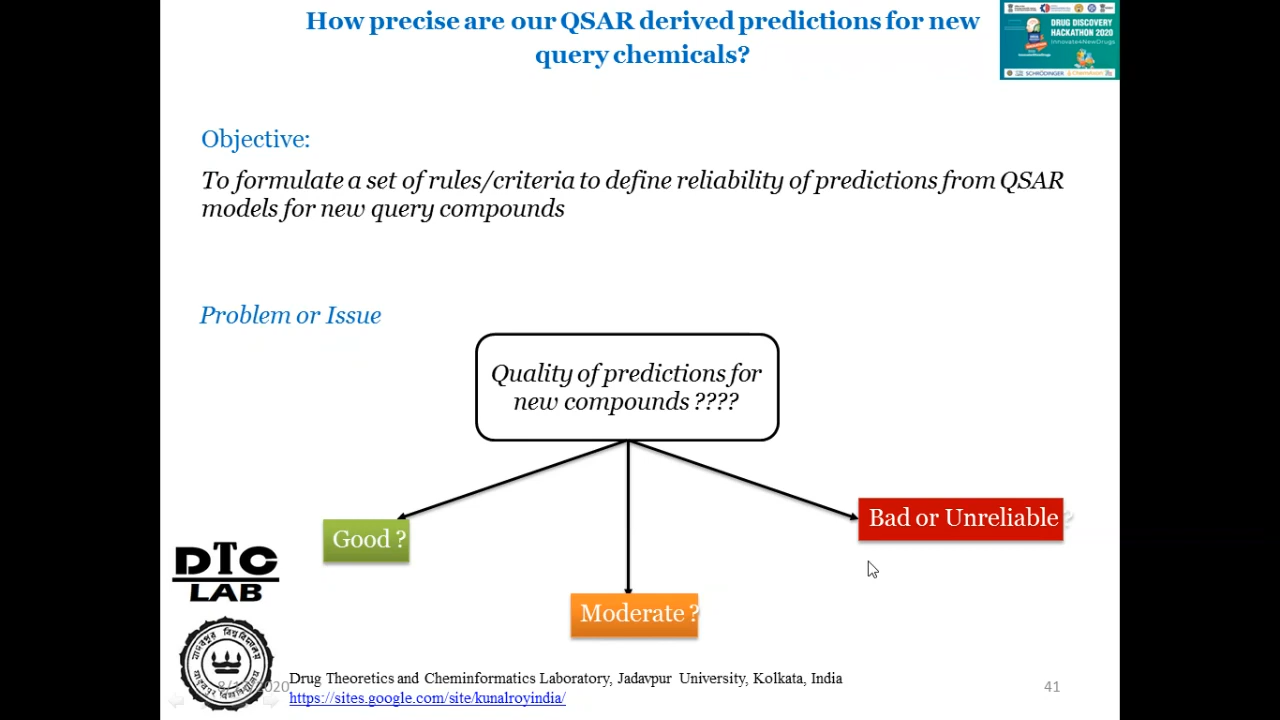 How precise are our QSAR derived predictions for new
query chemicals?
DRUG DISCOVERY
HACKATHON 2020
SCHRÖDINGER
Objective:
To formulate a set of rules/criteria to define reliability of predictions from QSAR
models for new query compounds
Problem or Issue
Quality of predictions for
new compounds ????
Good ?
Bad or Unreliable ?
Moderate ?
DTC
LAB
Drug Theoretics and Cheminformatics Laboratory, Jadavpur University, Kolkata, India
https://sites.google.com/site/kunalroyindia/
41